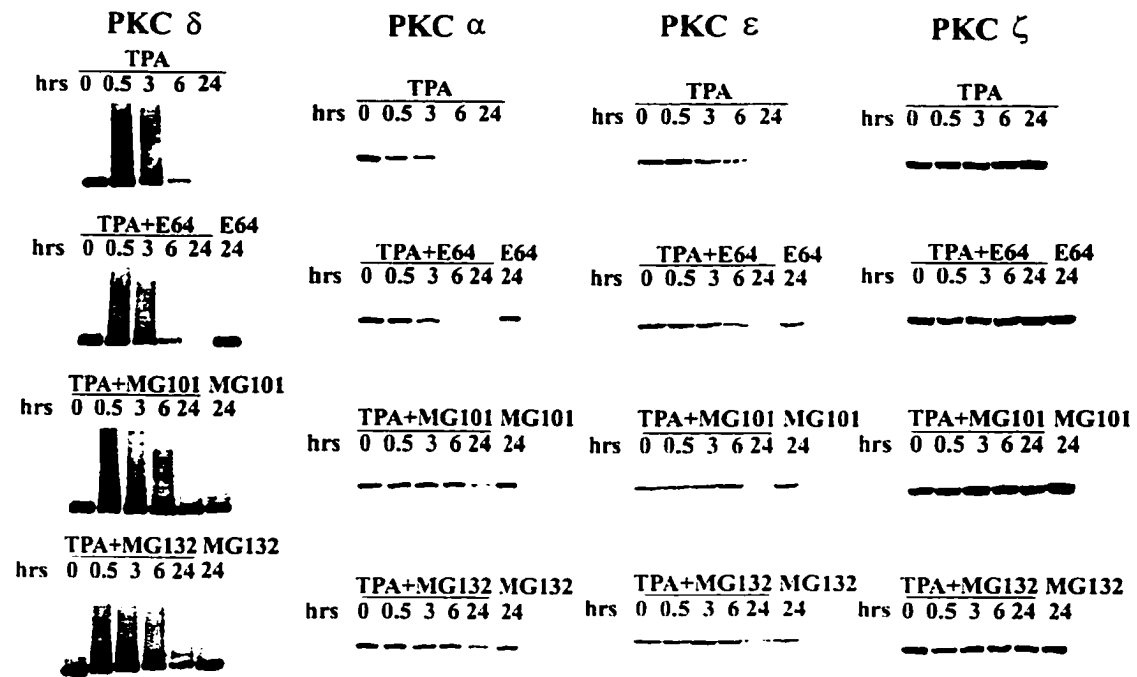 PKC δ
TPA
hrs 0 0.5 3 6 24
TPA+E64 E64
hrs 0 0.5 3 6 24 24
TPA+MG101 MG101
hrs 0 0.5 3 6 24 24
TPA+MG132 MG132
hrs 0 0.5 3 6 24 24
PKC α
TPA
hrs 0 0.5 3 6 24
TPA+E64 E64
hrs 0 0.5 3 6 24 24
TPA+MG101 MG101
hrs 0 0.5 3 6 24 24
TPA+MG132 MG132
hrs 0 0.5 3 6 24 24
PKC ε
TPA
hrs 0 0.5 3 6 24
TPA+E64 E64
hrs 0 0.5 3 6 24 24
TPA+MG101 MG101
hrs 0 0.5 3 6 24 24
TPA+MG132 MG132
hrs 0 0.5 3 6 24 24
PKC ζ
TPA
hrs 0 0.5 3 6 24
TPA+E64 E64
hrs 0 0.5 3 6 24 24
TPA+MG101 MG101
hrs 0 0.5 3 6 24 24
TPA+MG132 MG132
hrs 0 0.5 3 6 24 24